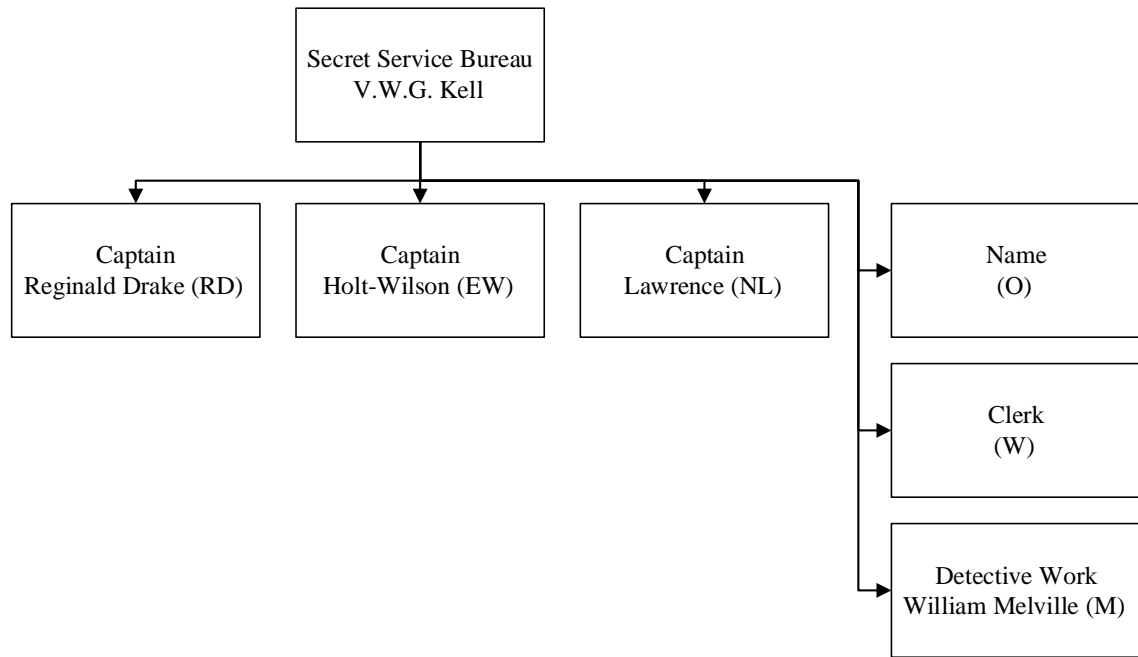 Secret Service Bureau
V.W.G. Kell
Captain
Reginald Drake (RD)
Captain
Holt-Wilson (EW)
Captain
Lawrence (NL)
Name
(O)
Clerk
(W)
Detective Work
William Melville (M)